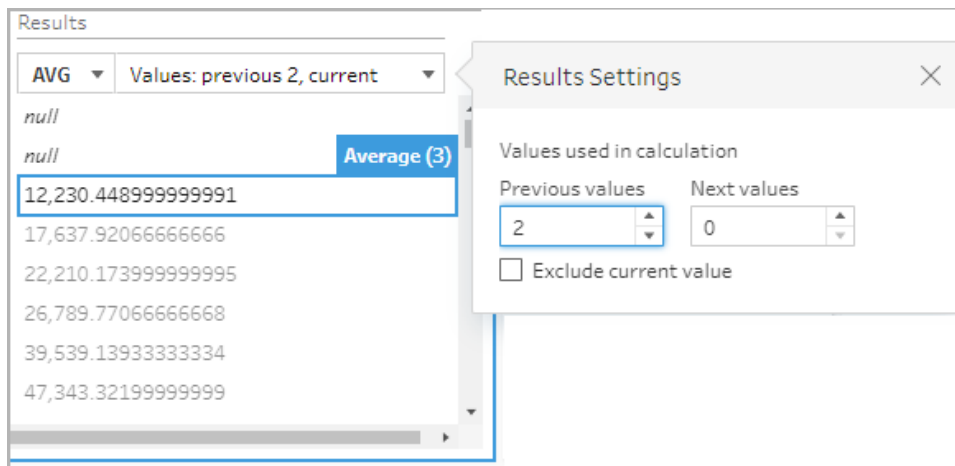 Results
AVG Values: previous 2, current
null
null
Average (3)
12,230.448999999991
17,637.92066666666
22,210.173999999995
26,789.77066666668
39,539.13933333334
47,343.32199999999
Results Settings
Values used in calculation
Previous values Next values
2 0
Exclude current value